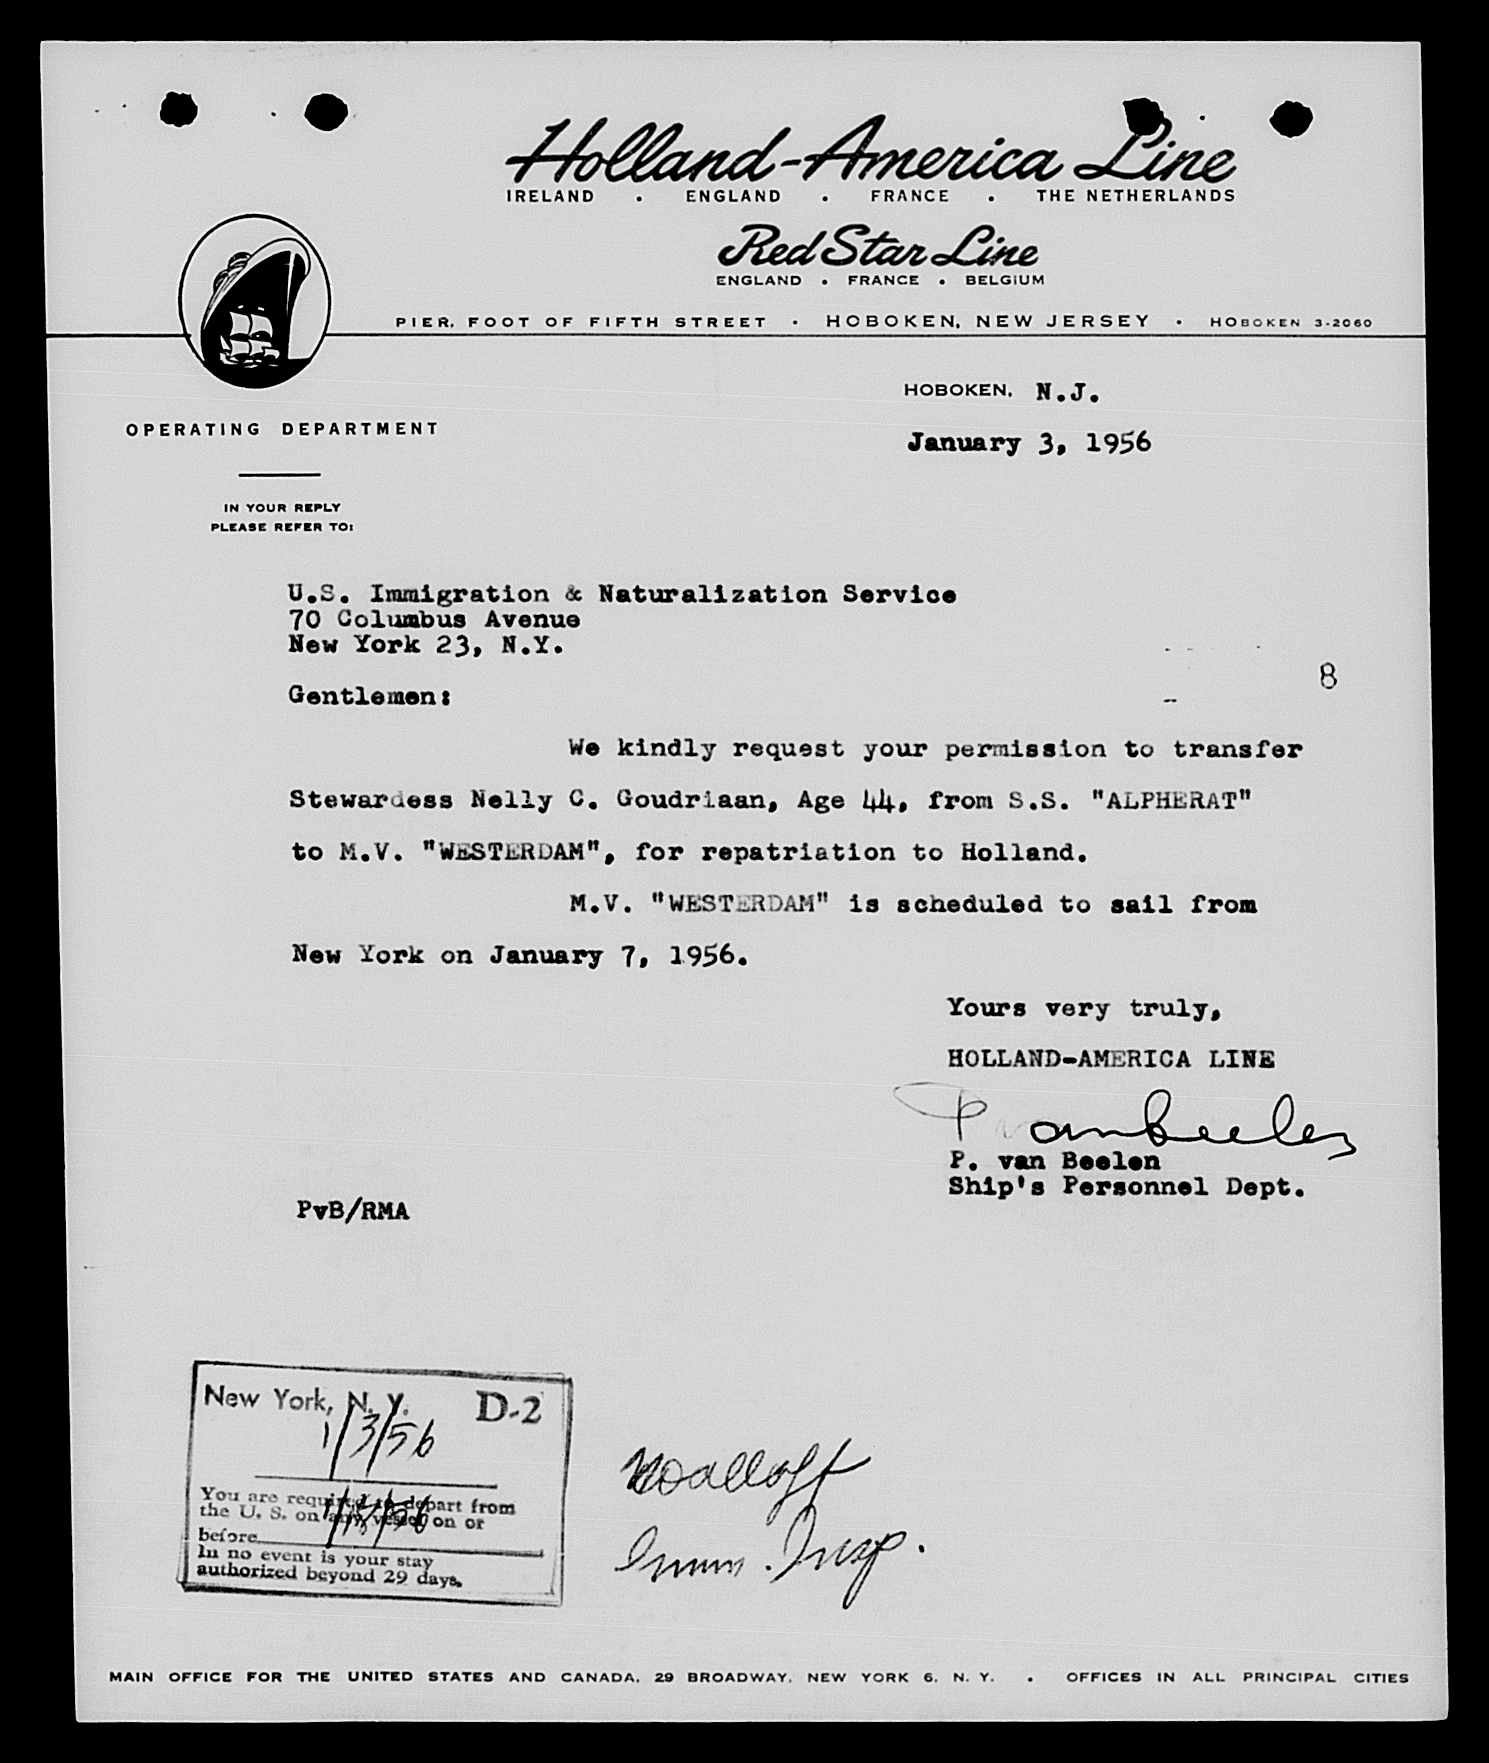 Holland-America Line
IRELAND . ENGLAND . FRANCE . THE NETHERLANDS
Red Star Line
ENGLAND . FRANCE . BELGIUM
PIER, FOOT OF FIFTH STREET · HOBOKEN, NEW JERSEY · HOBOKEN 3-2060
HOBOKEN, N.J.
OPERATING DEPARTMENT
January 3, 1956
IN YOUR REPLY
PLEASE REFER TO:
U.S. Immigration & Naturalization Service
70 Columbus Avenue
New York 23, N.Y.
8
Gentlemen:
We kindly request your permission to transfer
Stewardess Nelly C. Goudriaan, Age 44, from S.S. "ALPHERAT"
to M.V. "WESTERDAM", for repatriation to Holland.
M.V. "WESTERDAM" is scheduled to sail from
New York on January 7, 1956.
Yours very truly,
HOLLAND-AMERICA LINE
P van Beelen
P. van Beelen
Ship's Personnel Dept.
PvB/RMA
New York, N. Y. D-2
1/3/56
You are required to depart from
the U. S. on any vessel on or
before
In no event is your stay
authorized beyond 29 days.
Imm. Insp.
MAIN OFFICE FOR THE UNITED STATES AND CANADA, 29 BROADWAY, NEW YORK 6, N. Y. . OFFICES IN ALL PRINCIPAL CITIES